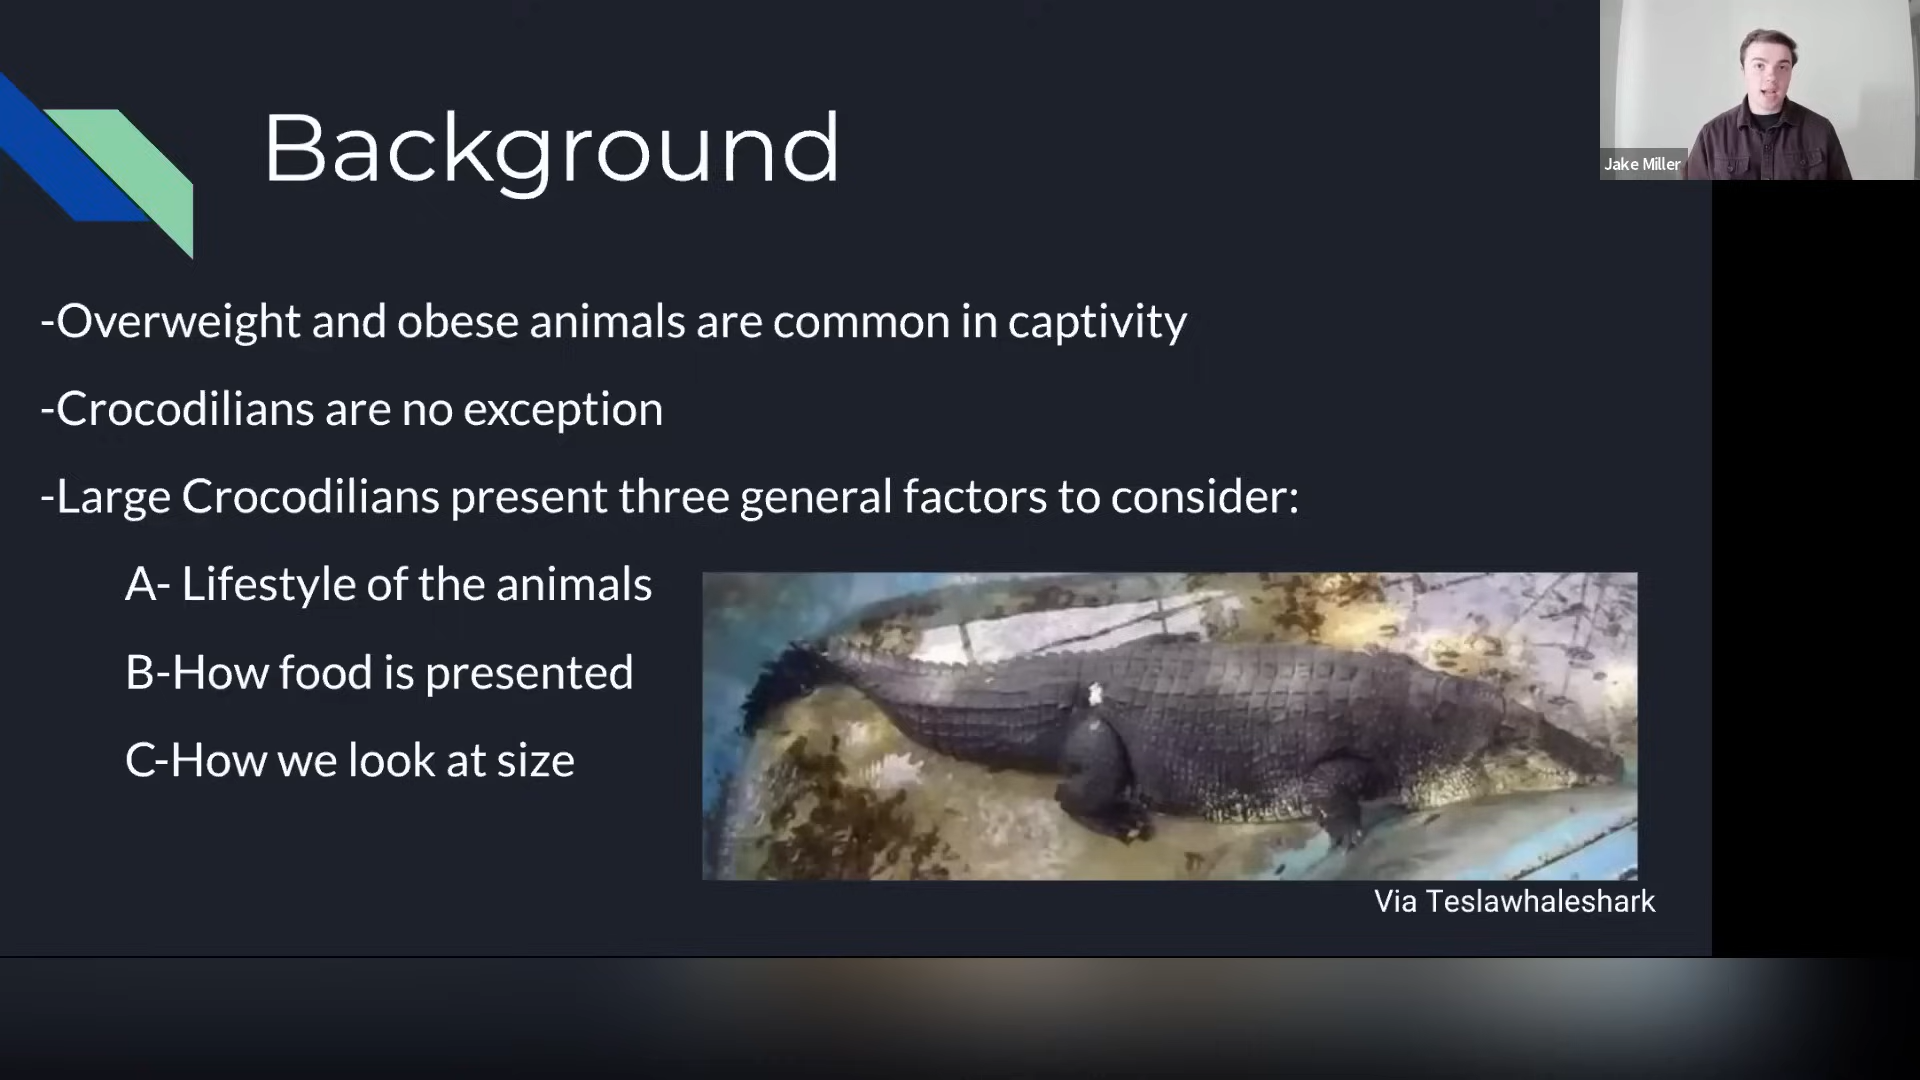 Background
Jake Miller
-Overweight and obese animals are common in captivity
-Crocodilians are no exception
-Large Crocodilians present three general factors to consider:
A- Lifestyle of the animals
B-How food is presented
C-How we look at size
Via Teslawhaleshark